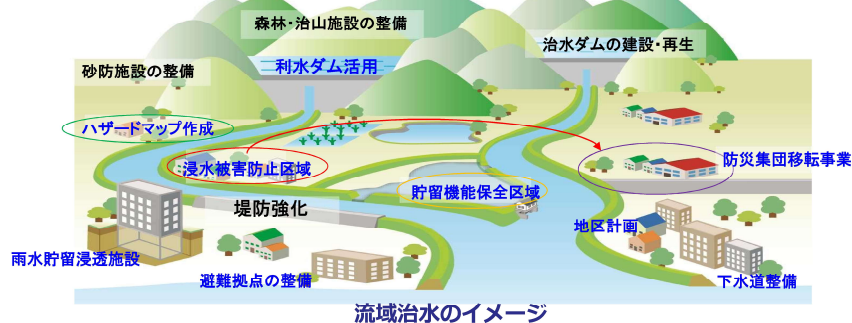 森林・治山施設の整備
治水ダムの建設・再生
砂防施設の整備
利水ダム活用
ハザードマップ作成
浸水被害防止区域
防災集団移転事業
貯留機能保全区域
堤防強化
地区計画
雨水貯留浸透施設
避難拠点の整備
下水道整備
流域治水のイメージ